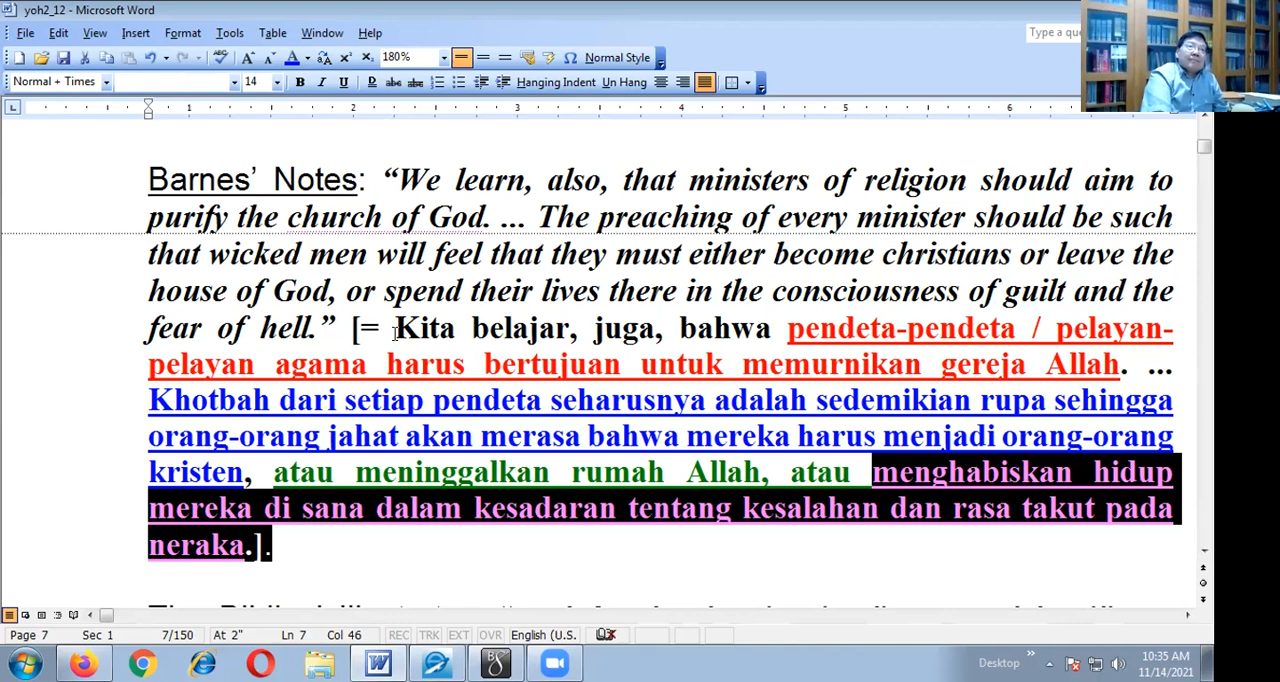 yoh2_12 - Microsoft Word
File Edit View Insert Format Tools Table Window Help
Type a
180% Normal Style
Normal + Times 14 B I U Hanging Indent Un Hang
1 2 3 4 5 6
Barnes’ Notes: “We learn, also, that ministers of religion should aim to
purify the church of God. ... The preaching of every minister should be such
that wicked men will feel that they must either become christians or leave the
house of God, or spend their lives there in the consciousness of guilt and the
fear of hell.” [= Kita belajar, juga, bahwa pendeta-pendeta / pelayan-
pelayan agama harus bertujuan untuk memurnikan gereja Allah. ...
Khotbah dari setiap pendeta seharusnya adalah sedemikian rupa sehingga
orang-orang jahat akan merasa bahwa mereka harus menjadi orang-orang
kristen, atau meninggalkan rumah Allah, atau menghabiskan hidup
mereka di sana dalam kesadaran tentang kesalahan dan rasa takut pada
neraka.].
Page 7 Sec 1 7/150 At 2" Ln 7 Col 46 REC TRK EXT OVR English (U.S.
Desktop 10:35 AM
11/14/2021